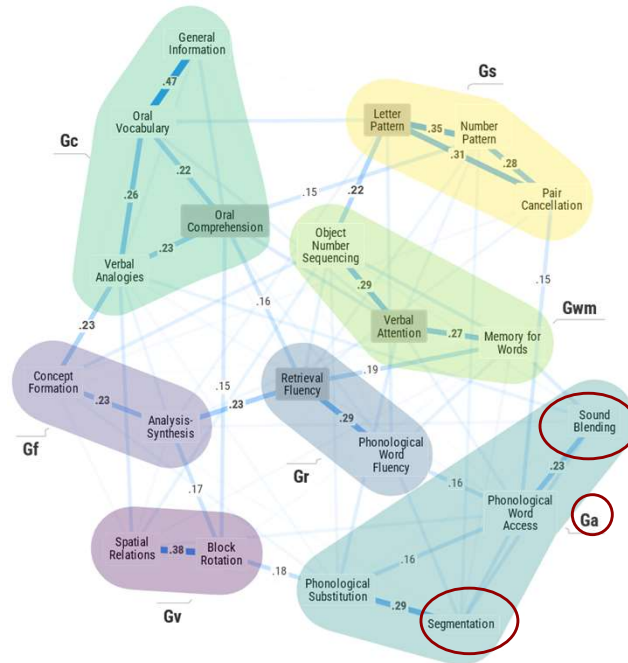 General
Information
.47
Gs
Letter
Pattern
.35
Number
Pattern
.31
.28
Oral
Vocabulary
Gc
.22
.26
.15
.22
Pair
Cancellation
Oral
Comprehension
.23
Object
Number
Sequencing
Verbal
Analogies
.29
.15
Gwm
.16
.23
Verbal
Attention
.27
Memory for
Words
Concept
Formation
.23
.15
.23
Retrieval
Fluency
.19
Analysis-
Synthesis
.29
Sound
Blending
Gf
Gr
Phonological
Word
Fluency
.23
.17
.16
Phonological
Word
Access
Ga
Spatial
Relations
.38
Block
Rotation
.16
.18
Phonological
Substitution
.29
Segmentation
Gv